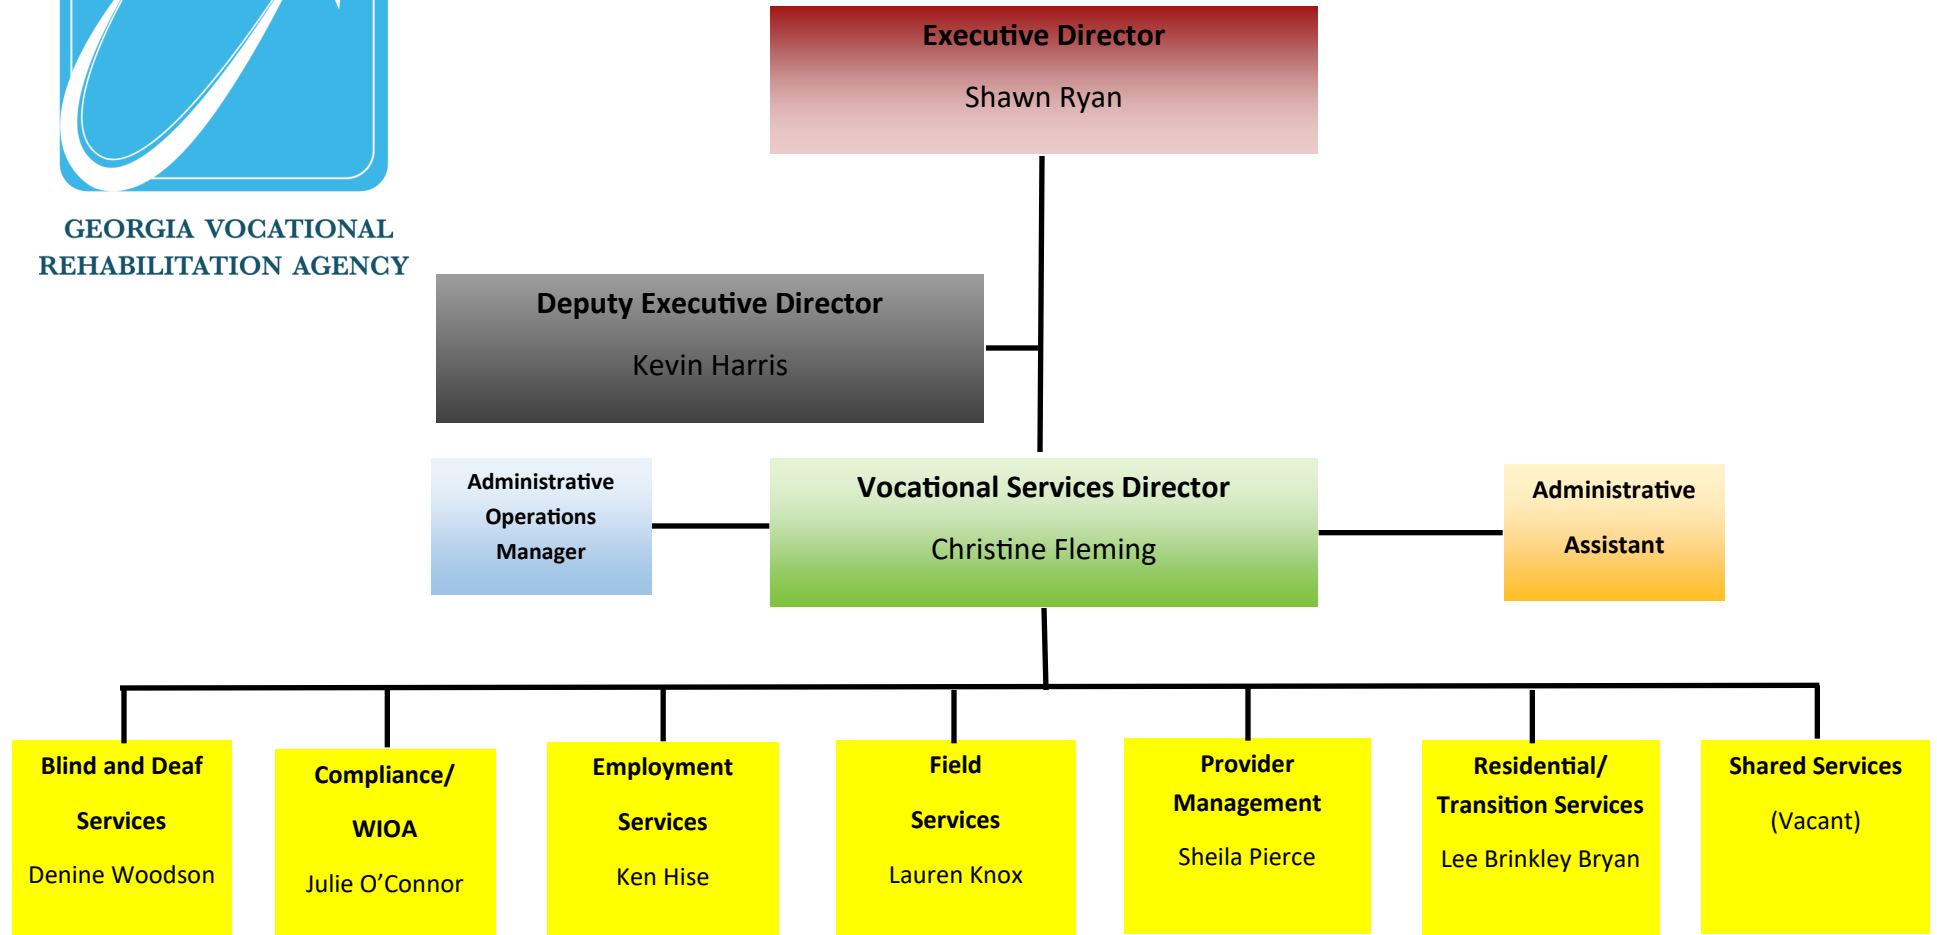 Executive Director
Shawn Ryan
GEORGIA VOCATIONAL
REHABILITATION AGENCY
Deputy Executive Director
Kevin Harris
Administrative
Operations
Manager
Vocational Services Director
Christine Fleming
Administrative
Assistant
Blind and Deaf
Services
Denine Woodson
Compliance/
WIOA
Julie O’Connor
Employment
Services
Ken Hise
Field
Services
Lauren Knox
Provider
Management
Sheila Pierce
Residential/
Transition Services
Lee Brinkley Bryan
Shared Services
(Vacant)